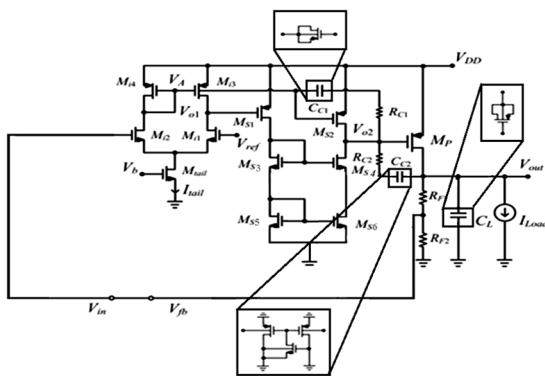 V_DD
M_i4
V_A
M_i3
C_C1
R_C1
V_o1
M_S1
M_S2
V_o2
M_P
M_i2
M_i1
V_ref
R_C2
C_C2
V_out
V_b
M_tail
M_S3
M_S4
I_tail
R_F1
C_L
I_Load
M_S5
M_S6
R_F2
V_in
V_fb